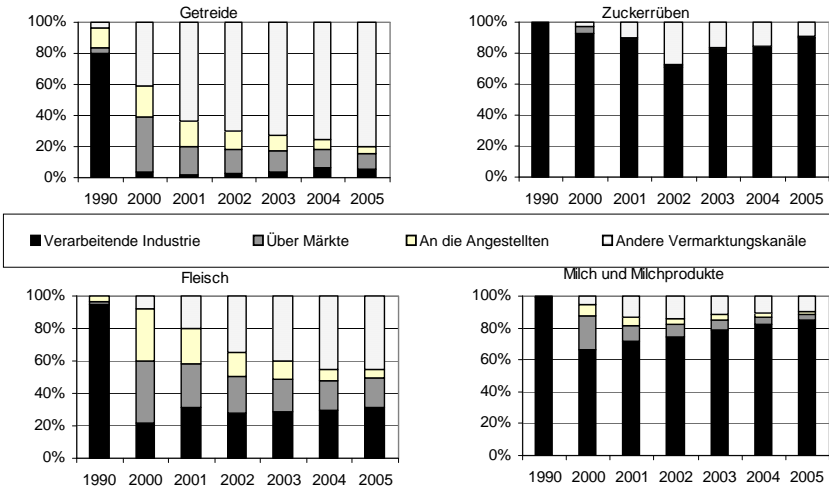 Getreide
100%
80%
60%
40%
20%
0%
1990 2000 2001 2002 2003 2004 2005
Zuckerrüben
100%
80%
60%
40%
20%
0%
1990 2000 2001 2002 2003 2004 2005
Verarbeitende Industrie Über Märkte An die Angestellten Andere Vermarktungskanäle
Fleisch
100%
80%
60%
40%
20%
0%
1990 2000 2001 2002 2003 2004 2005
Milch und Milchprodukte
100%
80%
60%
40%
20%
0%
1990 2000 2001 2002 2003 2004 2005